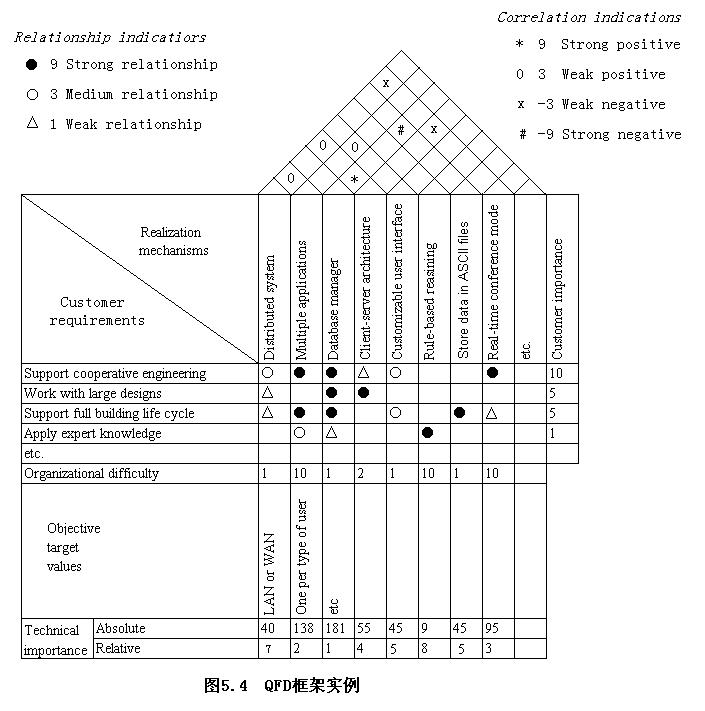 Relationship indicatiors
● 9 Strong relationship
○ 3 Medium relationship
△ 1 Weak relationship
Correlation indications
* 9 Strong positive
0 3 Weak positive
x -3 Weak negative
# -9 Strong negative
x
# x
0 0
0 *
Realization
mechanisms
Customer
requirements
Distributed system
Multiple applications
Database manager
Client-server architecture
Customizable user interface
Rule-based reasining
Store data in ASCII files
Real-time conference mode
etc.
Customer importance
Support cooperative engineering ○ ● ● △ ○ ● 10
Work with large designs △ ● ● 5
Support full building life cycle △ ● ● ○ ● △ 5
Apply expert knowledge ○ △ ● 1
etc.
Organizational difficulty 1 10 1 2 1 10 1 10
Objective
target
values
LAN or WAN
One per type of user
etc
Technical
importance
Absolute 40 138 181 55 45 9 45 95
Relative 7 2 1 4 5 8 5 3
图5.4 QFD框架实例